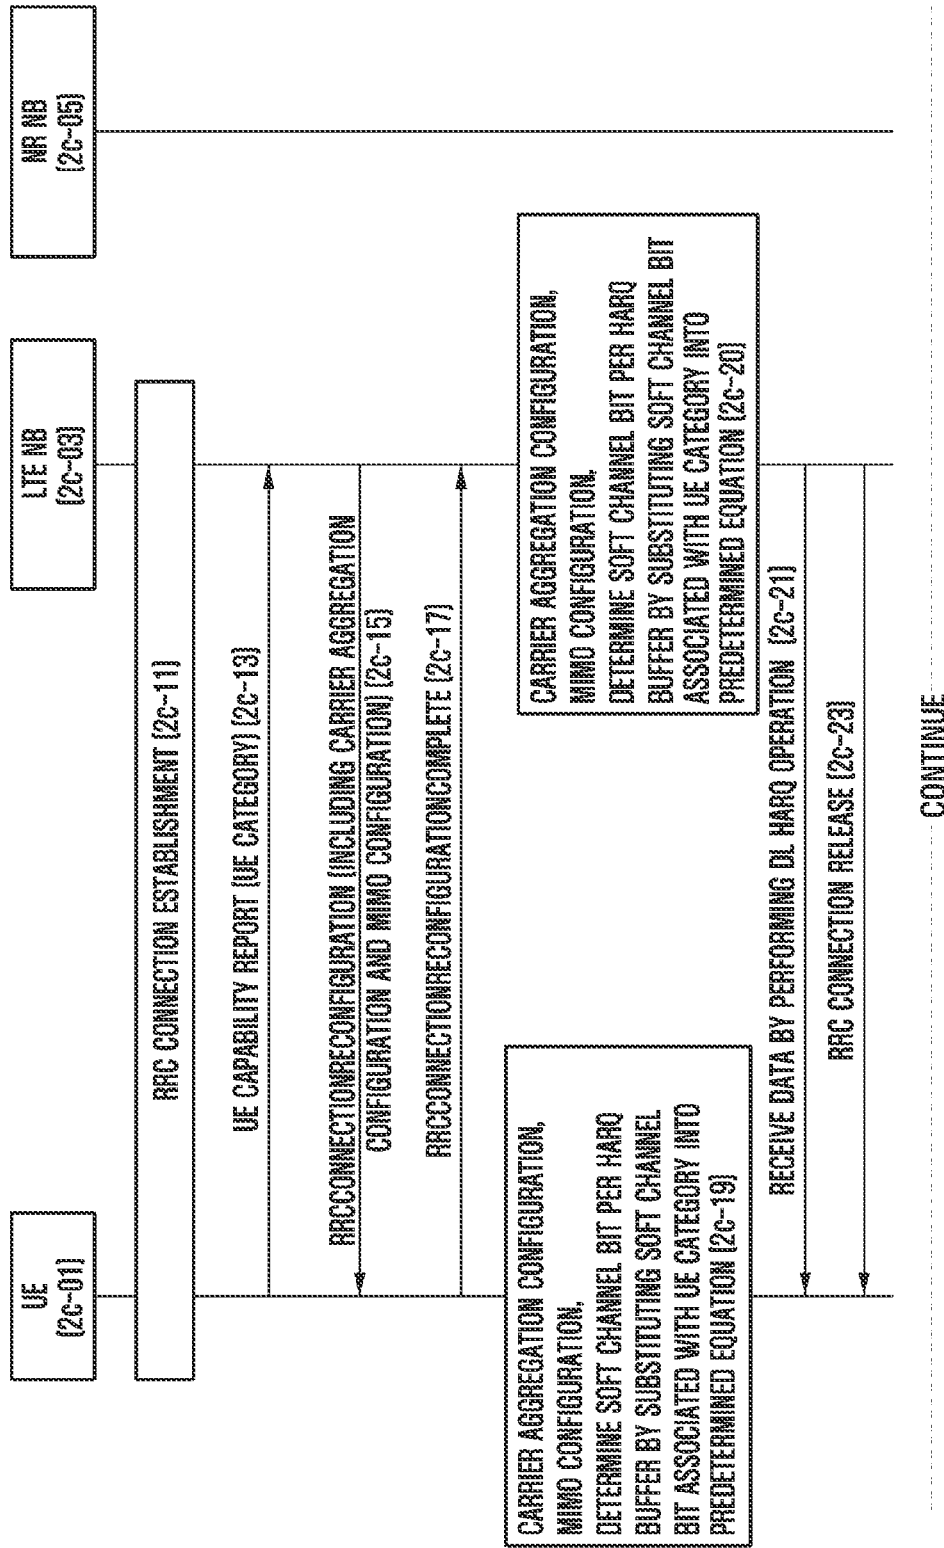 UE
(2c-01)
LTE NB
(2c-03)
NR NB
(2c-05)
RRC CONNECTION ESTABLISHMENT (2c-11)
UE CAPABILITY REPORT (UE CATEGORY) (2c-13)
RRCCONNECTIONRECONFIGURATION (INCLUDING CARRIER AGGREGATION
CONFIGURATION AND MIMO CONFIGURATION) (2c-15)
RRCCONNECTIONRECONFIGURATIONCOMPLETE (2c-17)
CARRIER AGGREGATION CONFIGURATION,
MIMO CONFIGURATION,
DETERMINE SOFT CHANNEL BIT PER HARQ
BUFFER BY SUBSTITUTING SOFT CHANNEL
BIT ASSOCIATED WITH UE CATEGORY INTO
PREDETERMINED EQUATION (2c-19)
CARRIER AGGREGATION CONFIGURATION,
MIMO CONFIGURATION,
DETERMINE SOFT CHANNEL BIT PER HARQ
BUFFER BY SUBSTITUTING SOFT CHANNEL BIT
ASSOCIATED WITH UE CATEGORY INTO
PREDETERMINED EQUATION (2c-20)
RECEIVE DATA BY PERFORMING DL HARQ OPERATION (2c-21)
RRC CONNECTION RELEASE (2c-23)
CONTINUE